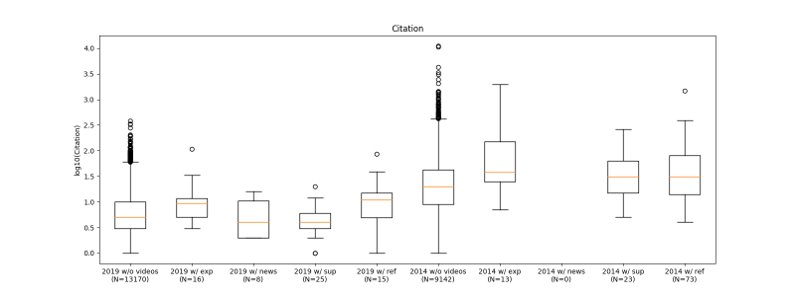 Citation
log10(Citation)
4.0
3.5
3.0
2.5
2.0
1.5
1.0
0.5
0.0
2019 w/o videos
(N=13170)
2019 w/ exp
(N=16)
2019 w/ news
(N=8)
2019 w/ sup
(N=25)
2019 w/ ref
(N=15)
2014 w/o videos
(N=9142)
2014 w/ exp
(N=13)
2014 w/ news
(N=0)
2014 w/ sup
(N=23)
2014 w/ ref
(N=73)